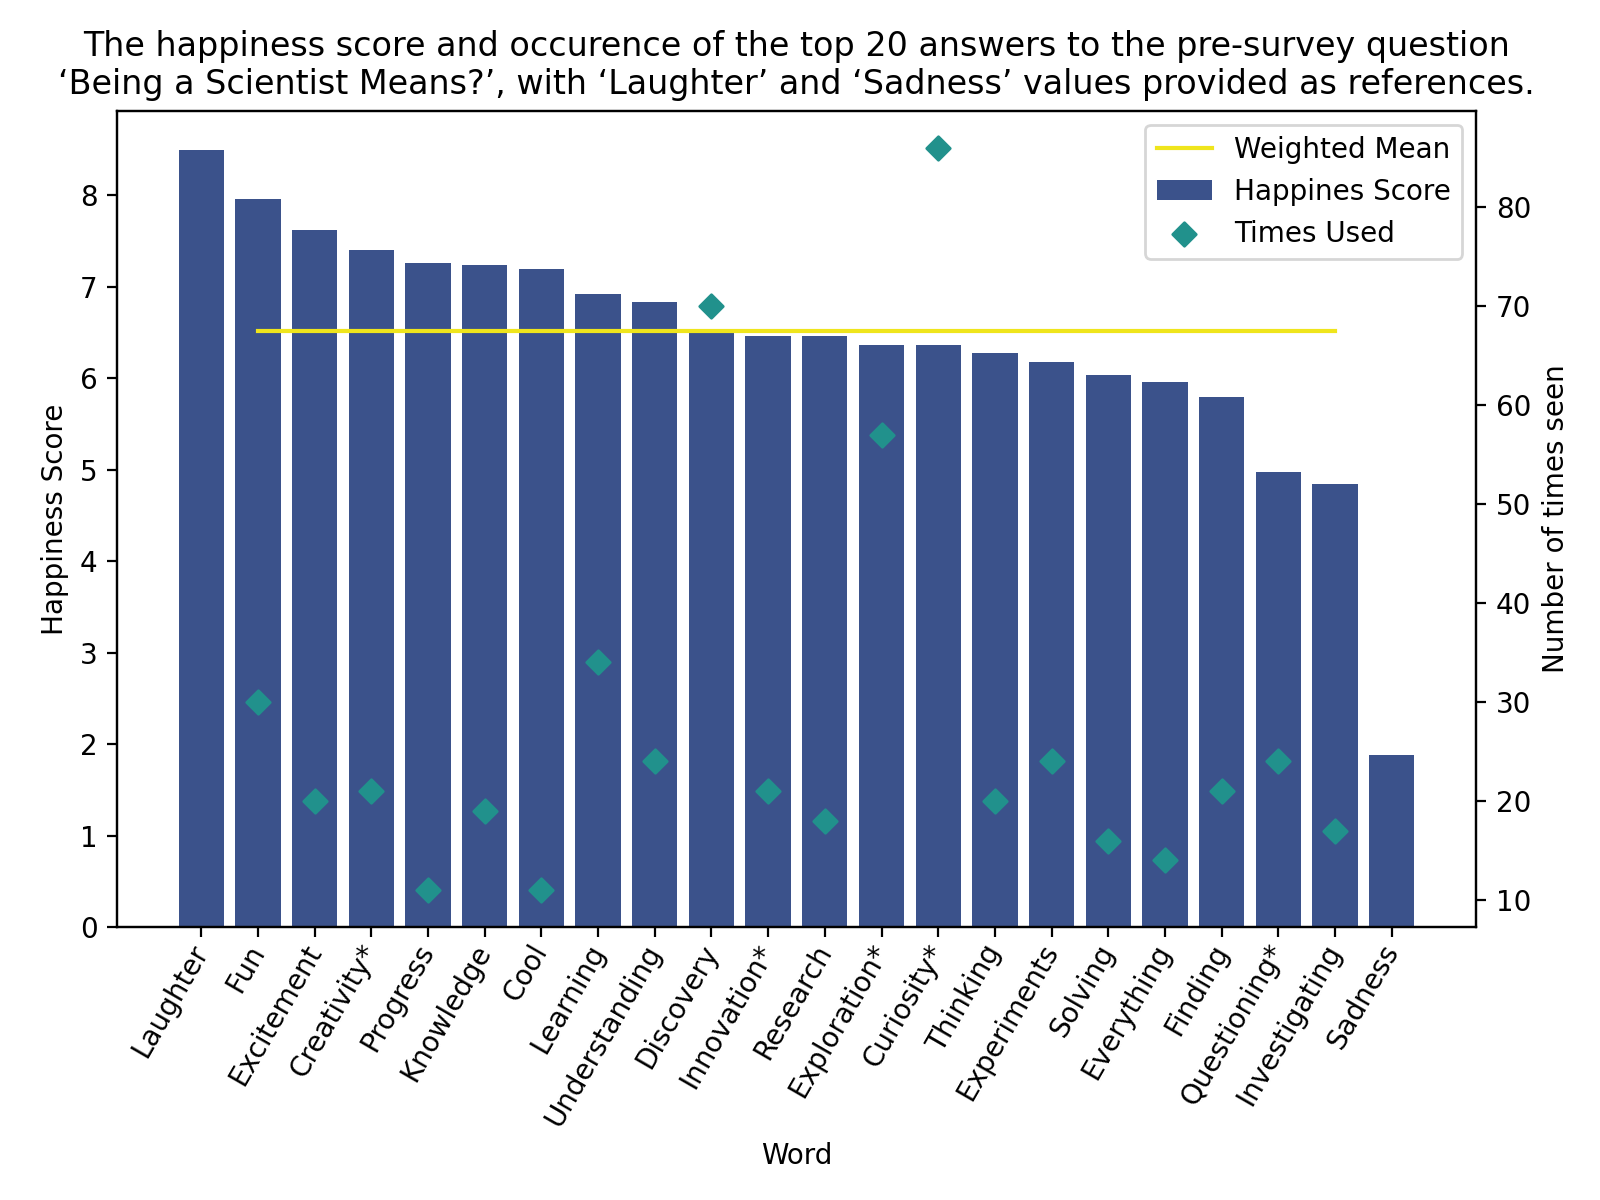 The happiness score and occurence of the top 20 answers to the pre-survey question
‘Being a Scientist Means?’, with ‘Laughter’ and ‘Sadness’ values provided as references.
Weighted Mean
Happines Score
Times Used
Happiness Score
8
7
6
5
4
3
2
1
0
80
70
60
50
40
30
20
10
Number of times seen
Laughter
Fun
Excitement
Creativity*
Progress
Knowledge
Cool
Learning
Understanding
Discovery
Innovation*
Research
Exploration*
Curiosity*
Thinking
Experiments
Solving
Everything
Finding
Questioning*
Investigating
Sadness
Word